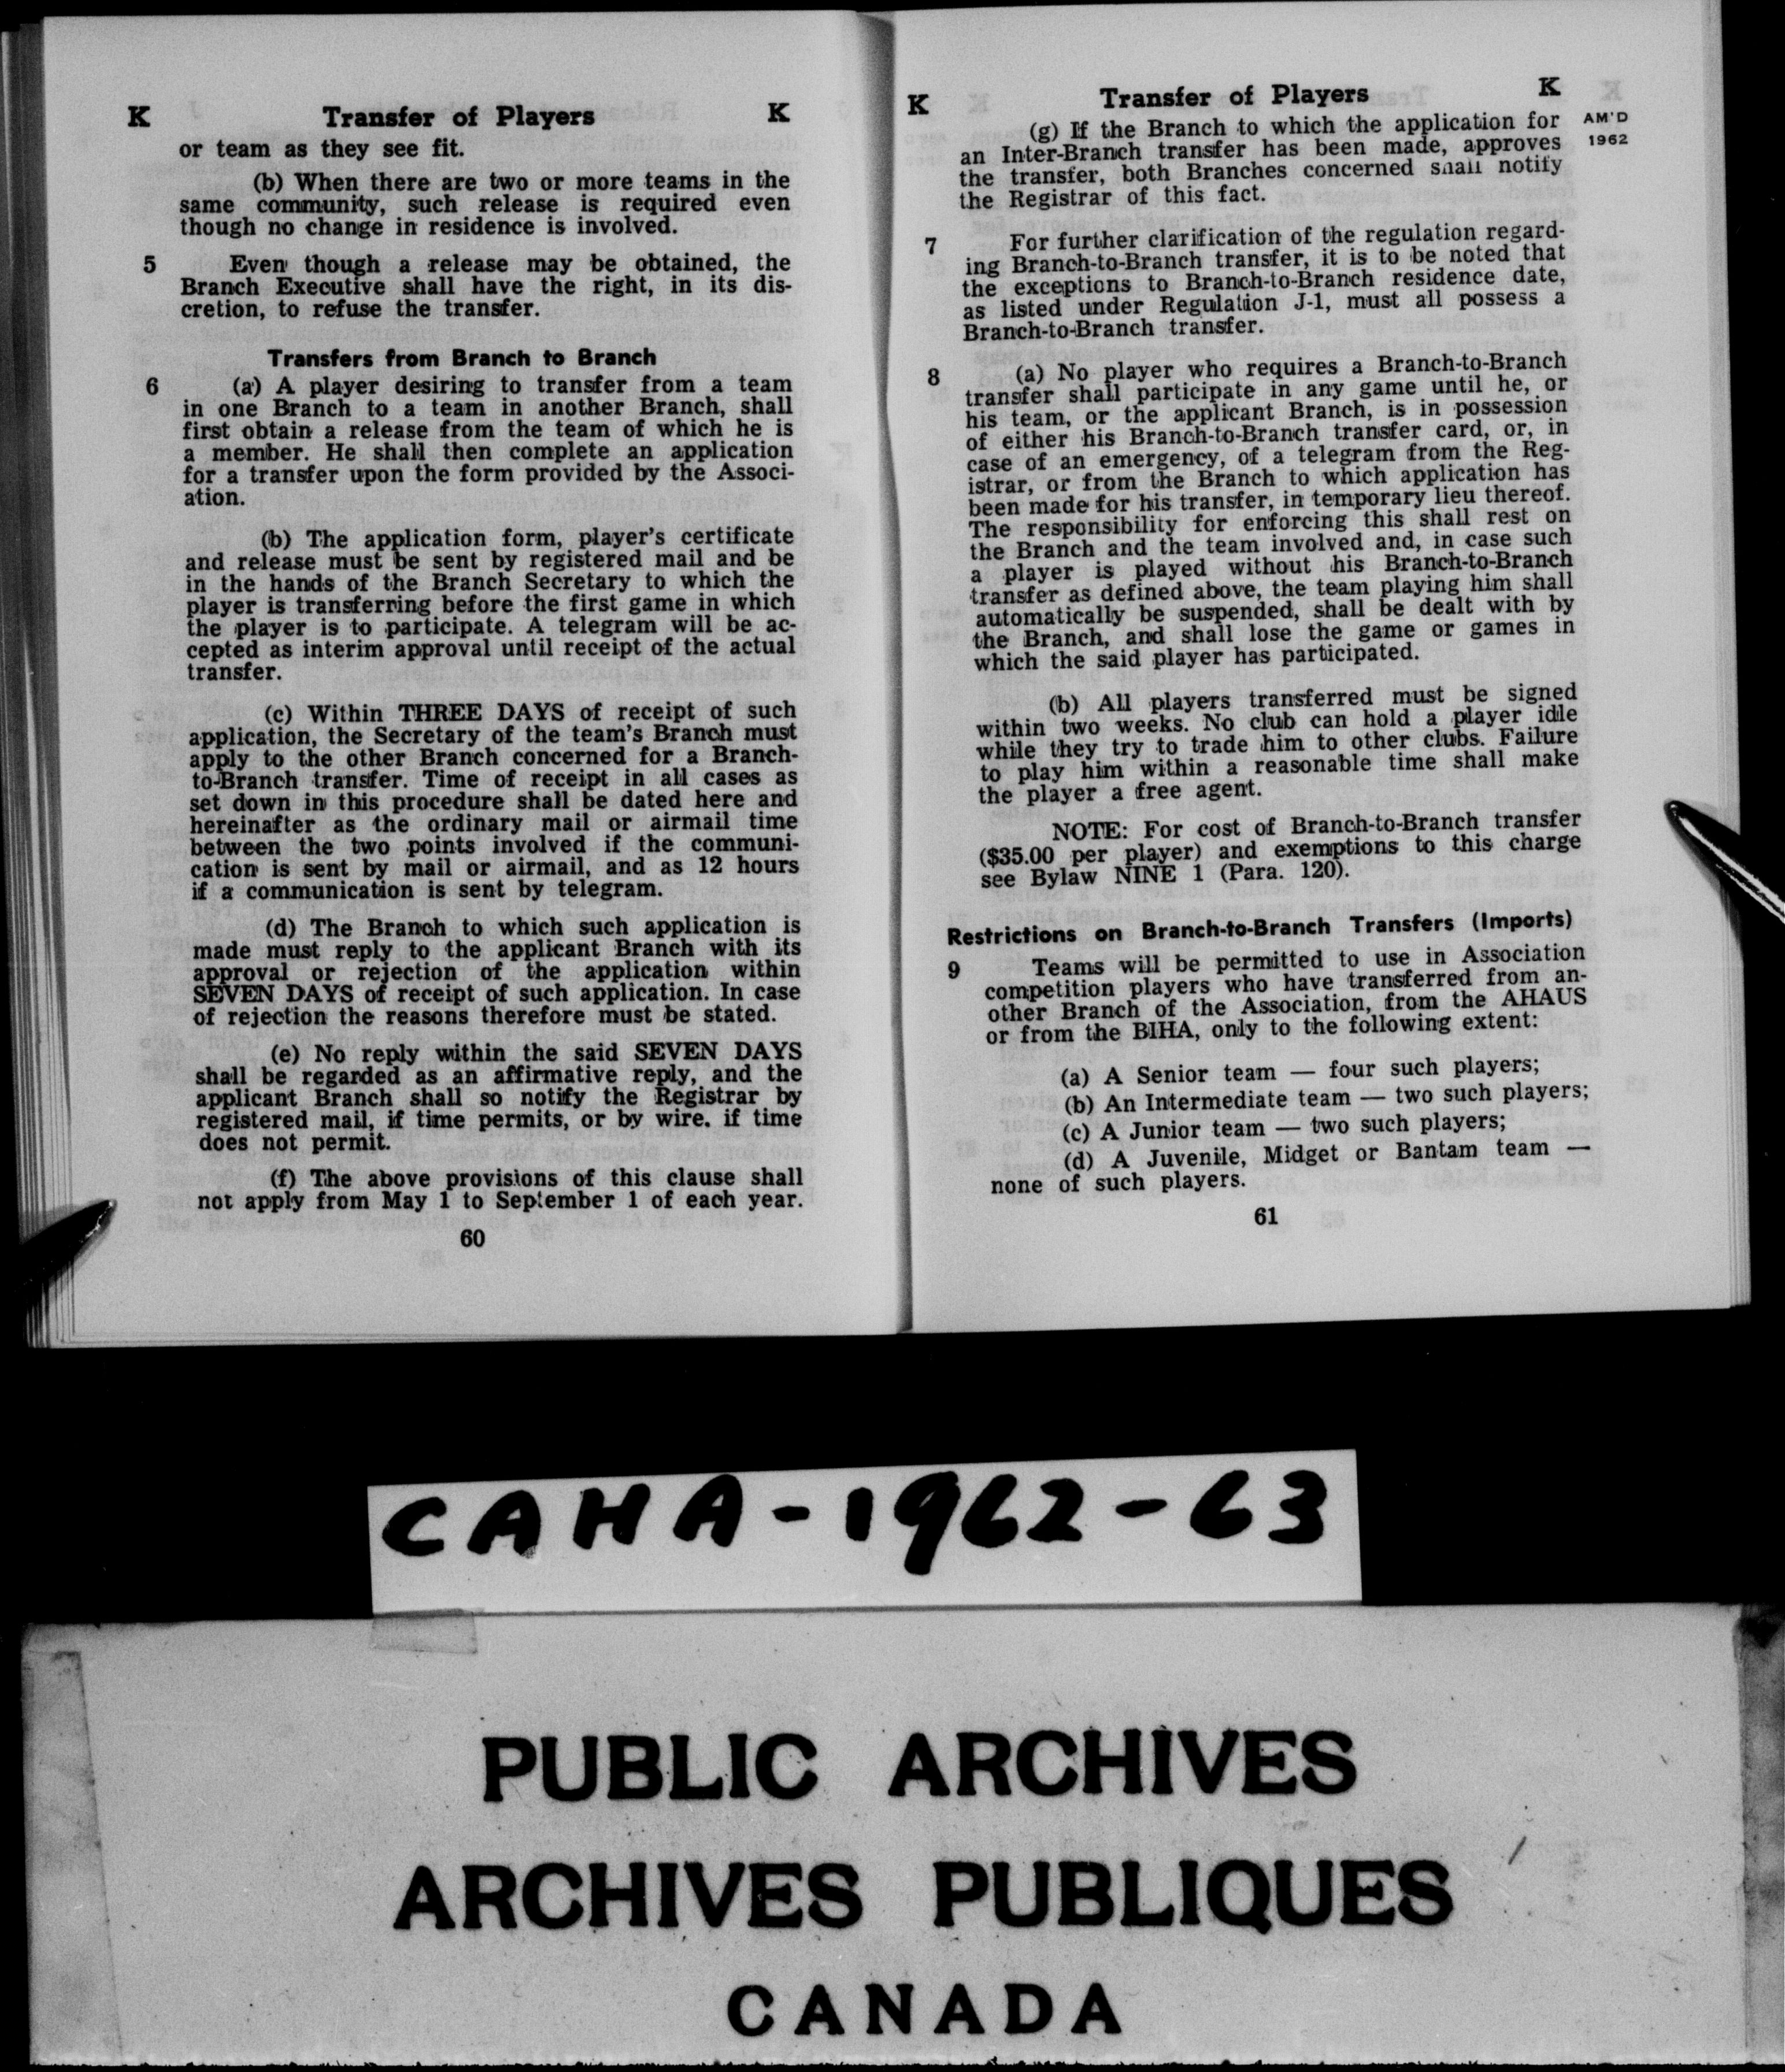 K Transfer of Players K
or team as they see fit.
(b) When there are two or more teams in the
same community, such release is required even
though no change in residence is involved.
5 Even though a release may be obtained, the
Branch Executive shall have the right, in its dis-
cretion, to refuse the transfer.
Transfers from Branch to Branch
6 (a) A player desiring to transfer from a team
in one Branch to a team in another Branch, shall
first obtain a release from the team of which he is
a member. He shall then complete an application
for a transfer upon the form provided by the Associ-
ation.
(b) The application form, player's certificate
and release must be sent by registered mail and be
in the hands of the Branch Secretary to which the
player is transferring before the first game in which
the player is to participate. A telegram will be ac-
cepted as interim approval until receipt of the actual
transfer.
(c) Within THREE DAYS of receipt of such
application, the Secretary of the team's Branch must
apply to the other Branch concerned for a Branch-
to-Branch transfer. Time of receipt in all cases as
set down in this procedure shall be dated here and
hereinafter as the ordinary mail or airmail time
between the two points involved if the communi-
cation is sent by mail or airmail, and as 12 hours
if a communication is sent by telegram.
(d) The Branch to which such application is
made must reply to the applicant Branch with its
approval or rejection of the application within
SEVEN DAYS of receipt of such application. In case
of rejection the reasons therefore must be stated.
(e) No reply within the said SEVEN DAYS
shall be regarded as an affirmative reply, and the
applicant Branch shall so notify the Registrar by
registered mail, if time permits, or by wire. if time
does not permit.
(f) The above provisions of this clause shall
not apply from May 1 to September 1 of each year.
60
K Transfer of Players K
(g) If the Branch to which the application for AM'D
an Inter-Branch transfer has been made, approves 1962
the transfer, both Branches concerned shall notify
the Registrar of this fact.
7 For further clarification of the regulation regard-
ing Branch-to-Branch transfer, it is to be noted that
the exceptions to Branch-to-Branch residence date,
as listed under Regulation J-1, must all possess a
Branch-to-Branch transfer.
8 (a) No player who requires a Branch-to-Branch
transfer shall participate in any game until he, or
his team, or the applicant Branch, is in possession
of either his Branch-to-Branch transfer card, or, in
case of an emergency, of a telegram from the Reg-
istrar, or from the Branch to which application has
been made for his transfer, in temporary lieu thereof.
The responsibility for enforcing this shall rest on
the Branch and the team involved and, in case such
a player is played without his Branch-to-Branch
transfer as defined above, the team playing him shall
automatically be suspended, shall be dealt with by
the Branch, and shall lose the game or games in
which the said player has participated.
(b) All players transferred must be signed
within two weeks. No club can hold a player idle
while they try to trade him to other clubs. Failure
to play him within a reasonable time shall make
the player a free agent.
NOTE: For cost of Branch-to-Branch transfer
($35.00 per player) and exemptions to this charge
see Bylaw NINE 1 (Para. 120).
Restrictions on Branch-to-Branch Transfers (Imports)
9 Teams will be permitted to use in Association
competition players who have transferred from an-
other Branch of the Association, from the AHAUS
or from the BIHA, only to the following extent:
(a) A Senior team — four such players;
(b) An Intermediate team — two such players;
(c) A Junior team — two such players;
(d) A Juvenile, Midget or Bantam team —
none of such players.
61
CAHA-1962-63
PUBLIC ARCHIVES
ARCHIVES PUBLIQUES
CANADA